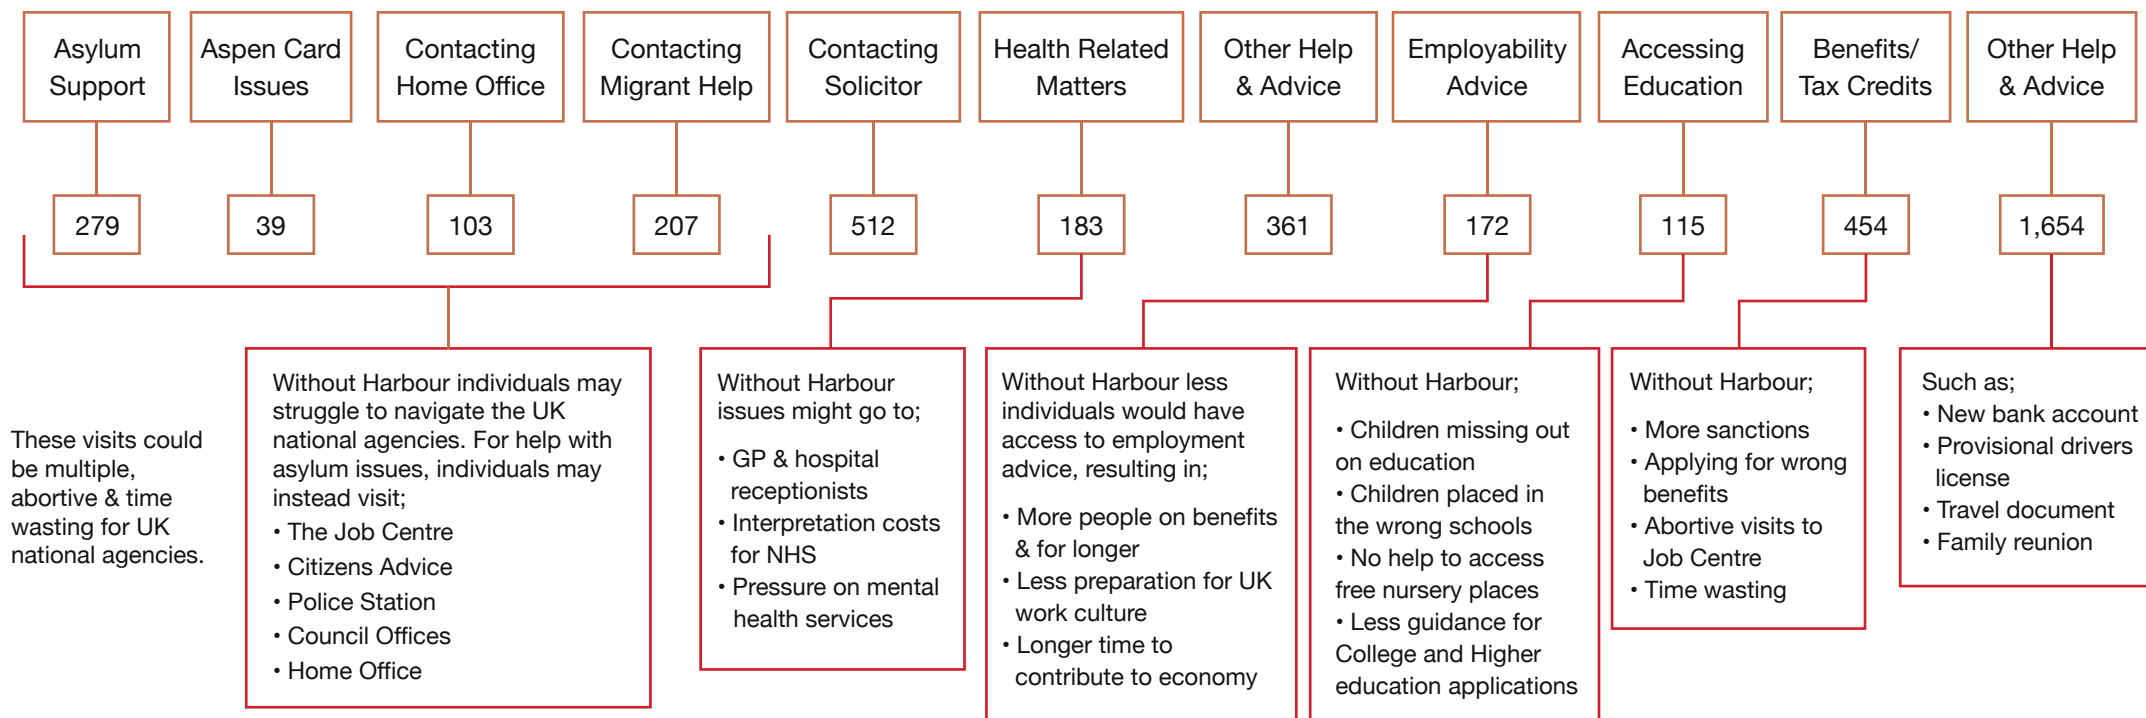 Asylum
Support
Aspen Card
Issues
Contacting
Home Office
Contacting
Migrant Help
Contacting
Solicitor
Health Related
Matters
Other Help
& Advice
Employability
Advice
Accessing
Education
Benefits/
Tax Credits
Other Help
& Advice
279
39
103
207
512
183
361
172
115
454
1,654
These visits could
be multiple,
abortive & time
wasting for UK
national agencies.
Without Harbour individuals may
struggle to navigate the UK
national agencies. For help with
asylum issues, individuals may
instead visit;
• The Job Centre
• Citizens Advice
• Police Station
• Council Offices
• Home Office
Without Harbour
issues might go to;
• GP & hospital
receptionists
• Interpretation costs
for NHS
• Pressure on mental
health services
Without Harbour less
individuals would have
access to employment
advice, resulting in;
• More people on benefits
& for longer
• Less preparation for UK
work culture
• Longer time to
contribute to economy
Without Harbour;
• Children missing out
on education
• Children placed in
the wrong schools
• No help to access
free nursery places
• Less guidance for
College and Higher
education applications
Without Harbour;
• More sanctions
• Applying for wrong
benefits
• Abortive visits to
Job Centre
• Time wasting
Such as;
• New bank account
• Provisional drivers
license
• Travel document
• Family reunion